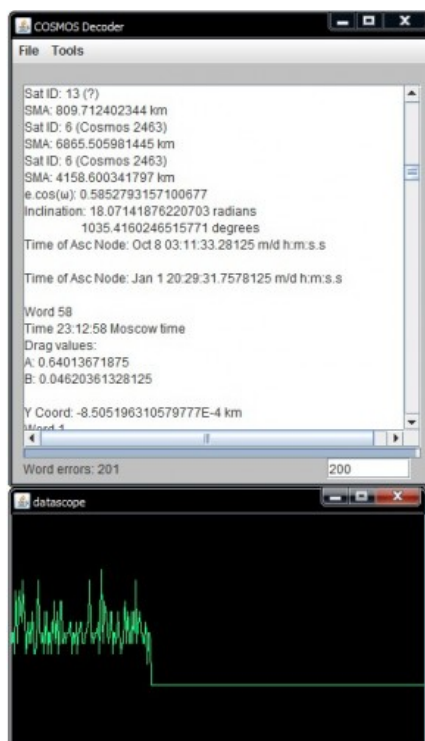 COSMOS Decoder
File Tools
Sat ID: 13 (?)
SMA: 809.712402344 km
Sat ID: 6 (Cosmos 2463)
SMA: 6865.505981445 km
Sat ID: 6 (Cosmos 2463)
SMA: 4158.600341797 km
e.cos(ω): 0.5852793157100677
Inclination: 18.07141876220703 radians
1035.4160246515771 degrees
Time of Asc Node: Oct 8 03:11:33.28125 m/d h:m:s.s
Time of Asc Node: Jan 1 20:29:31.7578125 m/d h:m:s.s
Word 58
Time 23:12:58 Moscow time
Drag values:
A: 0.64013671875
B: 0.04620361328125
Y Coord: -8.505196310579777E-4 km
Word 1
Word errors: 201
200
datascope